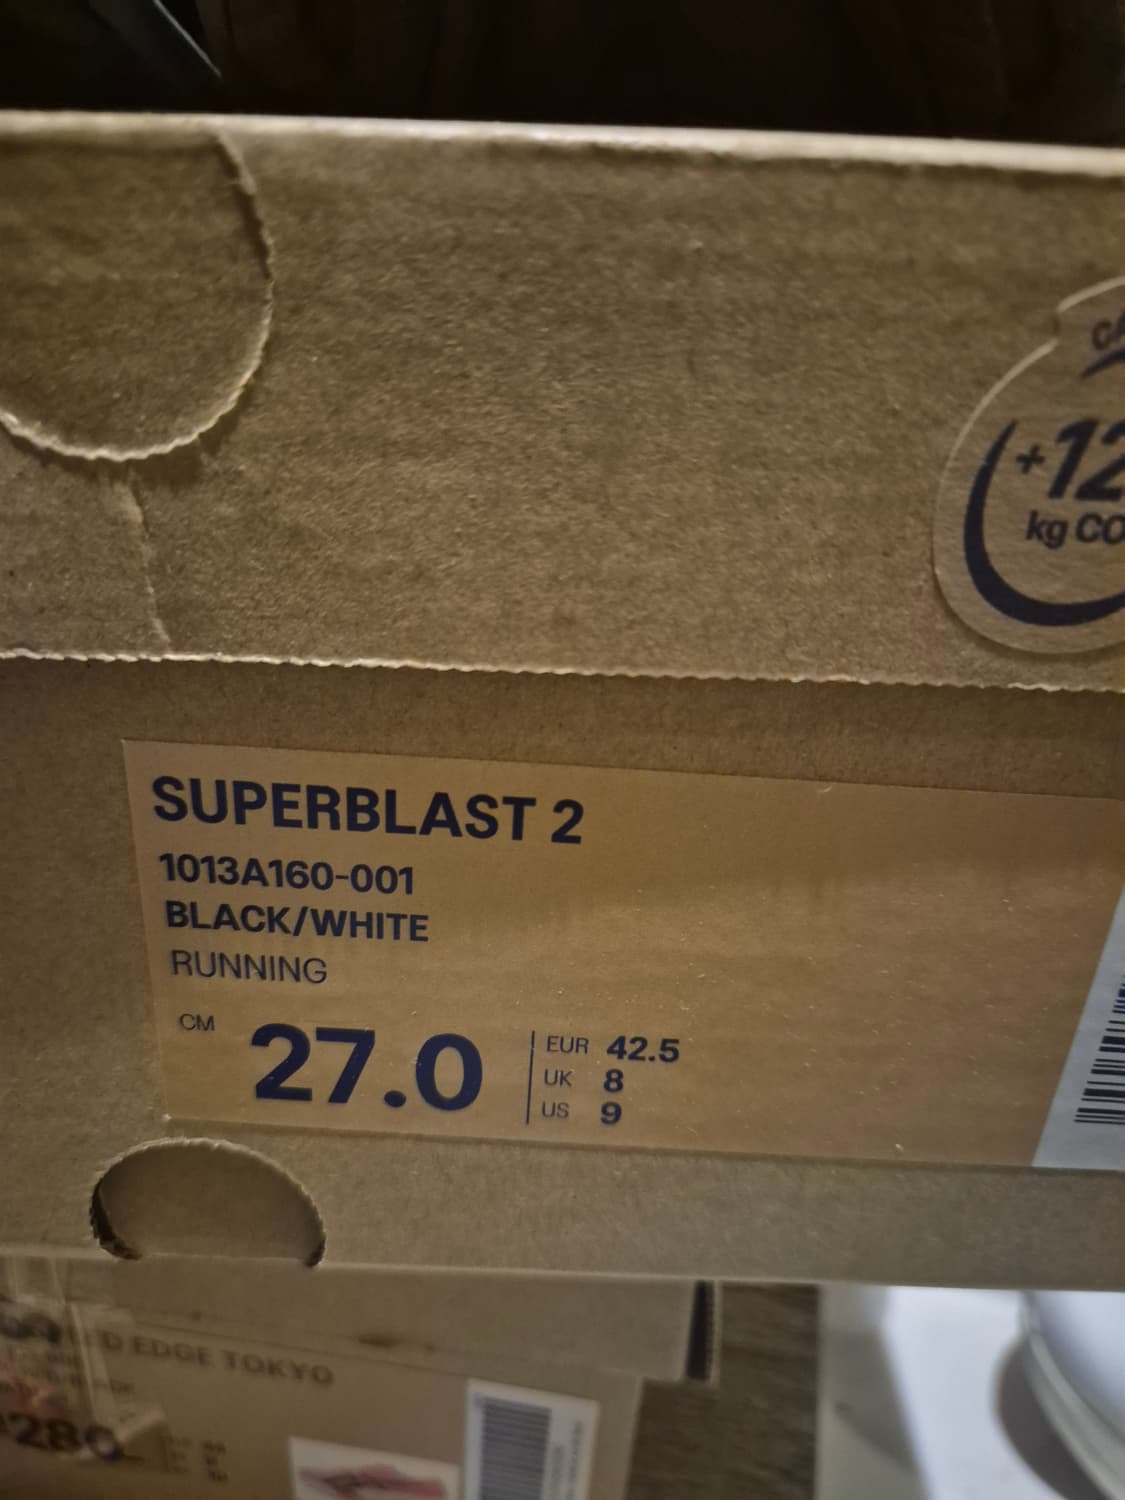 +12
kg CO
SUPERBLAST 2
1013A160-001
BLACK/WHITE
RUNNING
CM 27.0
EUR 42.5
UK 8
US 9
EDGE TOKYO
280